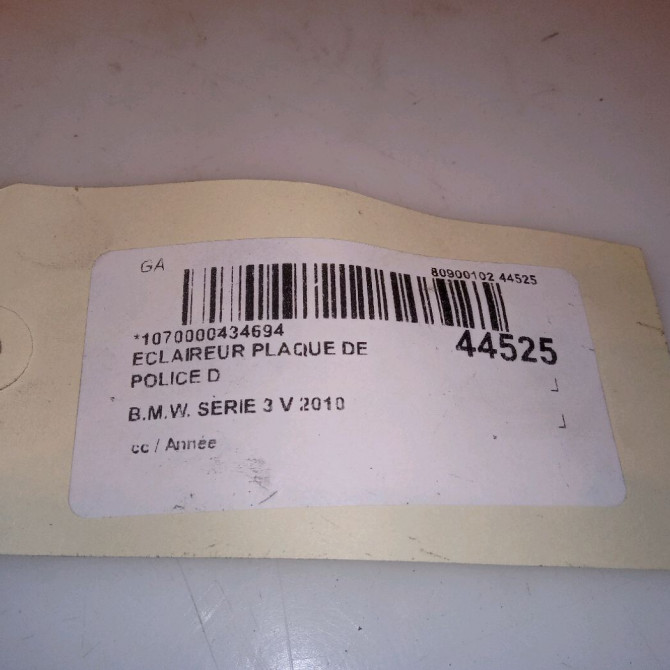 GA
80900102 44525
*1070000434694
44525
ECLAIREUR PLAQUE DE
POLICE D
B.M.W. SERIE 3 V 2010
cc / Année